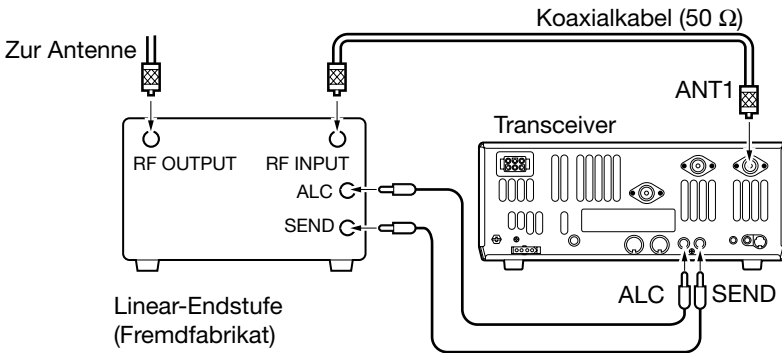 Koaxialkabel (50 Ω)
Zur Antenne
ANT1
Transceiver
RF OUTPUT
RF INPUT
ALC
SEND
ALC
SEND
Linear-Endstufe
(Fremdfabrikat)